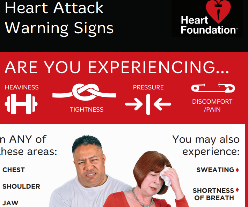 Heart Attack
Warning Signs
Heart
Foundation
ARE YOU EXPERIENCING...
HEAVINESS
TIGHTNESS
PRESSURE
DISCOMFORT
/PAIN
n ANY of
hese areas:
CHEST
SHOULDER
JAW
You may also
experience:
SWEATING
SHORTNESS
OF BREATH